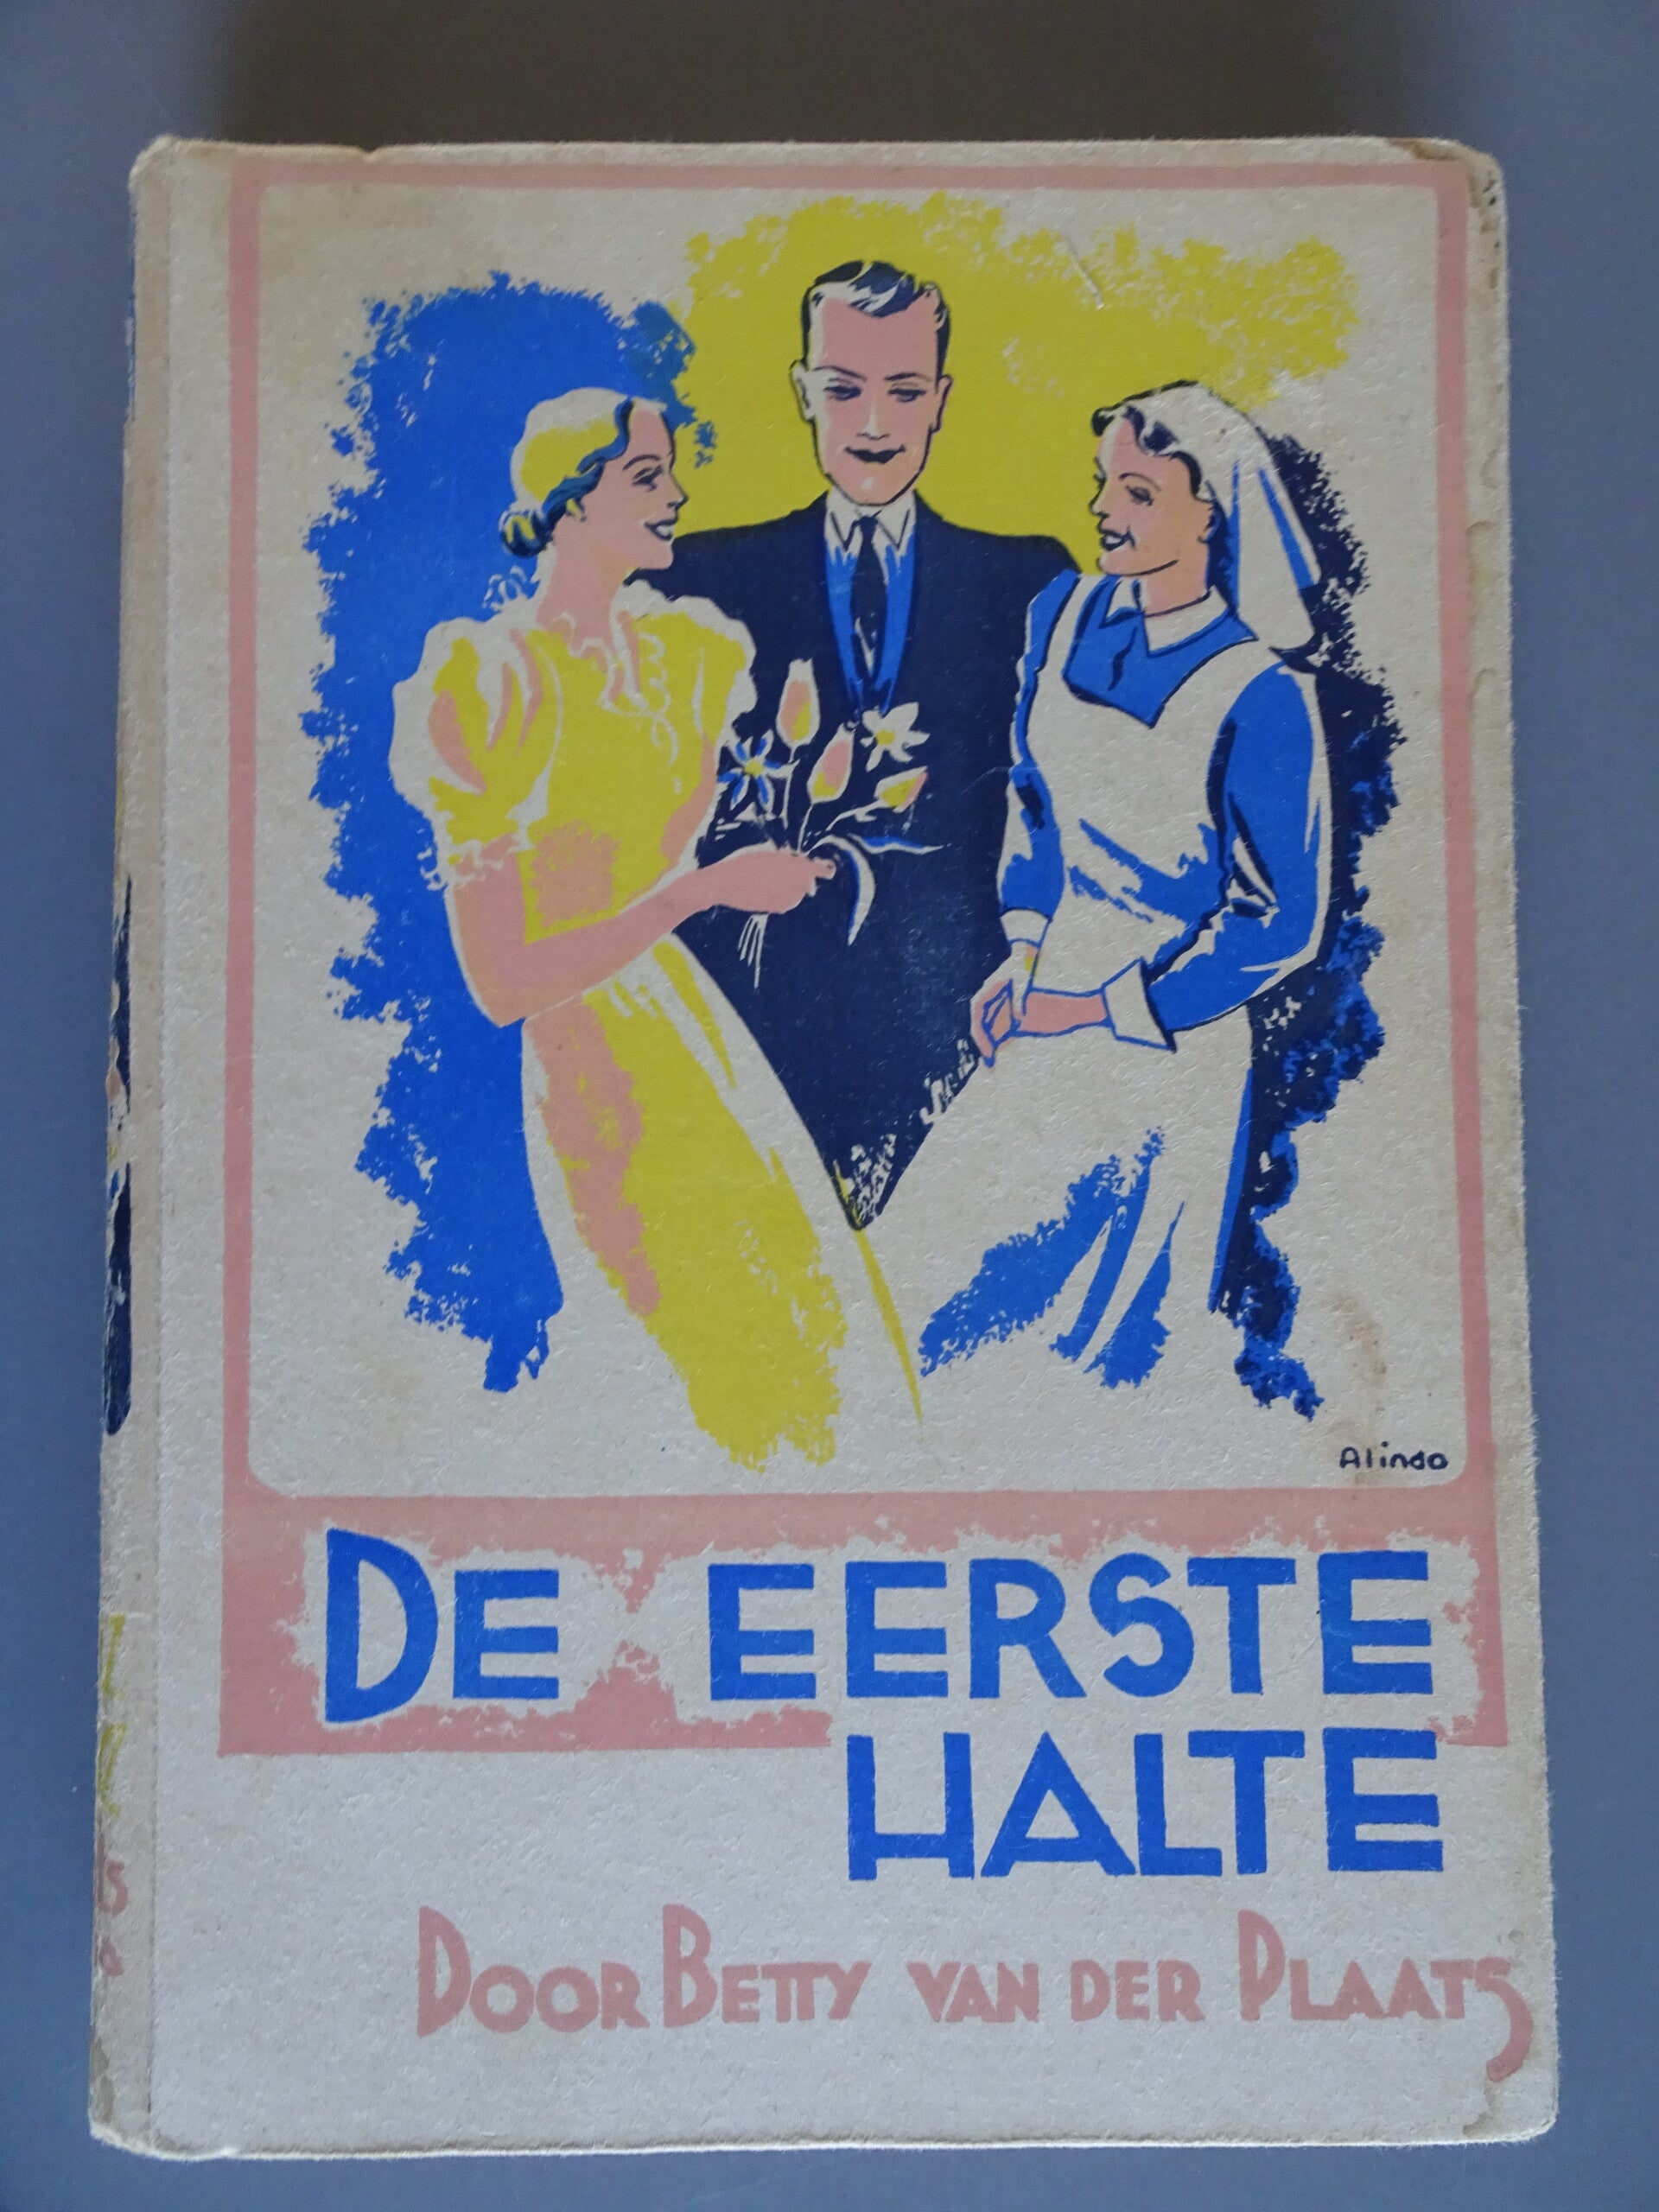 Alindo
DE EERSTE
HALTE
DOOR BETTY VAN DER PLAATS